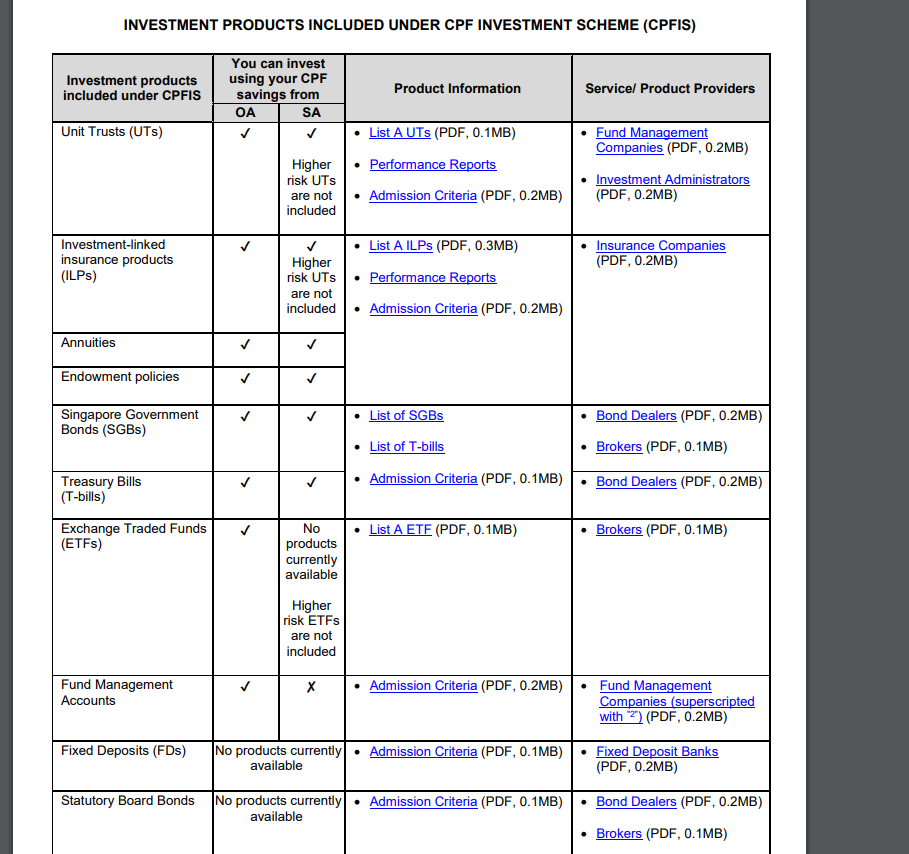 INVESTMENT PRODUCTS INCLUDED UNDER CPF INVESTMENT SCHEME (CPFIS)
Investment products
included under CPFIS
You can invest
using your CPF
savings from
OA
SA
Product Information
Service/ Product Providers
Unit Trusts (UTs)
✓
✓
Higher
risk UTs
are not
included
• List A UTs (PDF, 0.1MB)
• Performance Reports
• Admission Criteria (PDF, 0.2MB)
• Fund Management
Companies (PDF, 0.2MB)
• Investment Administrators
(PDF, 0.2MB)
Investment-linked
insurance products
(ILPs)
✓
✓
Higher
risk UTs
are not
included
• List A ILPs (PDF, 0.3MB)
• Performance Reports
• Admission Criteria (PDF, 0.2MB)
• Insurance Companies
(PDF, 0.2MB)
Annuities
✓
✓
Endowment policies
✓
✓
Singapore Government
Bonds (SGBs)
✓
✓
• List of SGBs
• List of T-bills
• Admission Criteria (PDF, 0.1MB)
• Bond Dealers (PDF, 0.2MB)
• Brokers (PDF, 0.1MB)
Treasury Bills
(T-bills)
✓
✓
• Bond Dealers (PDF, 0.2MB)
Exchange Traded Funds
(ETFs)
✓
No
products
currently
available
Higher
risk ETFs
are not
included
• List A ETF (PDF, 0.1MB)
• Brokers (PDF, 0.1MB)
Fund Management
Accounts
✓
✗
• Admission Criteria (PDF, 0.2MB)
• Fund Management
Companies (superscripted
with "2") (PDF, 0.2MB)
Fixed Deposits (FDs)
No products currently
available
• Admission Criteria (PDF, 0.1MB)
• Fixed Deposit Banks
(PDF, 0.2MB)
Statutory Board Bonds
No products currently
available
• Admission Criteria (PDF, 0.1MB)
• Bond Dealers (PDF, 0.2MB)
• Brokers (PDF, 0.1MB)